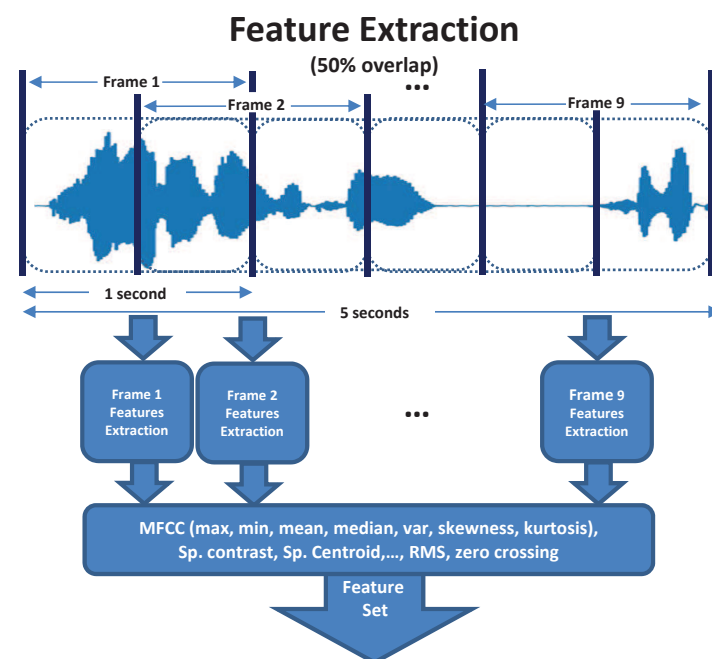 Feature Extraction
(50% overlap)
Frame 1
...
Frame 2
Frame 9
1 second
5 seconds
Frame 1
Features
Extraction
Frame 2
Features
Extraction
...
Frame 9
Features
Extraction
MFCC (max, min, mean, median, var, skewness, kurtosis),
Sp. contrast, Sp. Centroid,..., RMS, zero crossing
Feature
Set